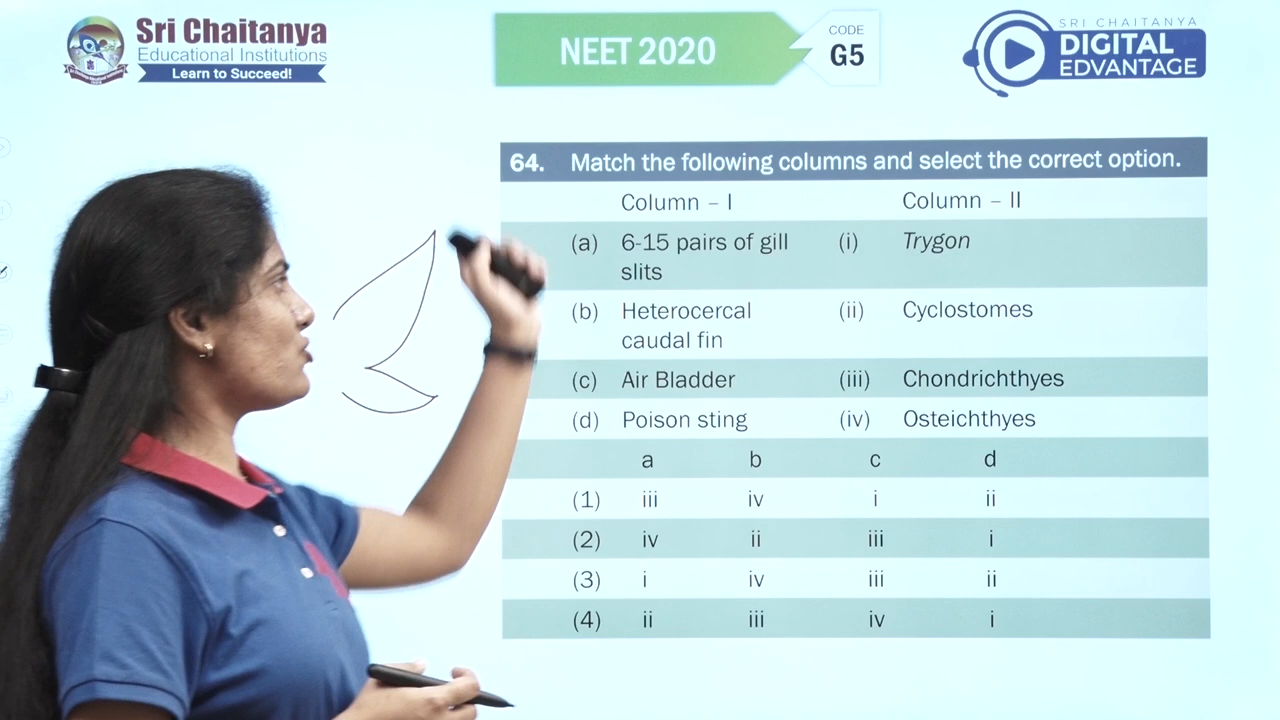 Sri Chaitanya
Educational Institutions
Learn to Succeed!
NEET 2020
CODE
G5
SRI CHAITANYA
DIGITAL
EDVANTAGE
64. Match the following columns and select the correct option.
Column – I Column – II
(a) 6-15 pairs of gill slits (i) Trygon
(b) Heterocercal caudal fin (ii) Cyclostomes
(c) Air Bladder (iii) Chondrichthyes
(d) Poison sting (iv) Osteichthyes
a b c d
(1) iii iv i ii
(2) iv ii iii i
(3) i iv iii ii
(4) ii iii iv i